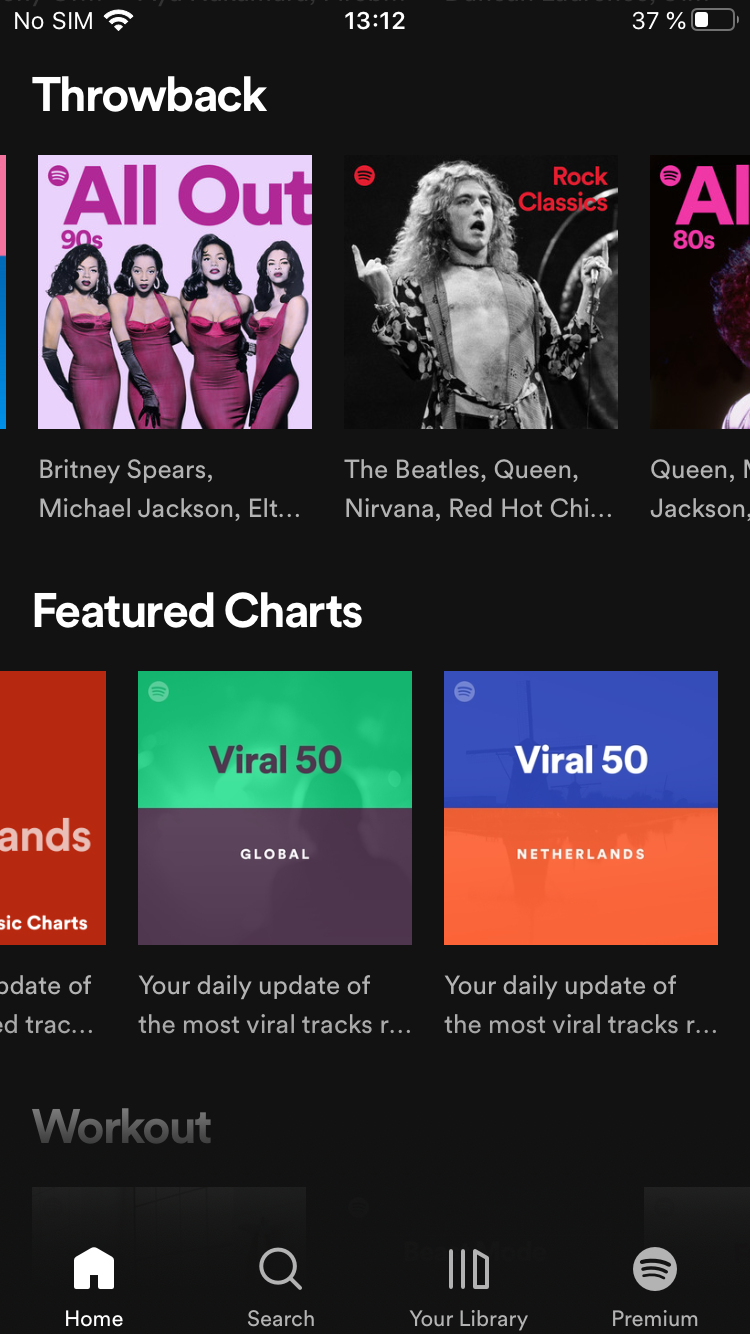 No SIM 13:12 37 %
Throwback
All Out
90s
Rock
Classics
Al
80s
Britney Spears,
Michael Jackson, Elt...
The Beatles, Queen,
Nirvana, Red Hot Chi...
Queen, M
Jackson,
Featured Charts
ands
sic Charts
Viral 50
GLOBAL
Viral 50
NETHERLANDS
pdate of
ed trac...
Your daily update of
the most viral tracks r...
Your daily update of
the most viral tracks r...
Workout
Home
Search
Your Library
Premium